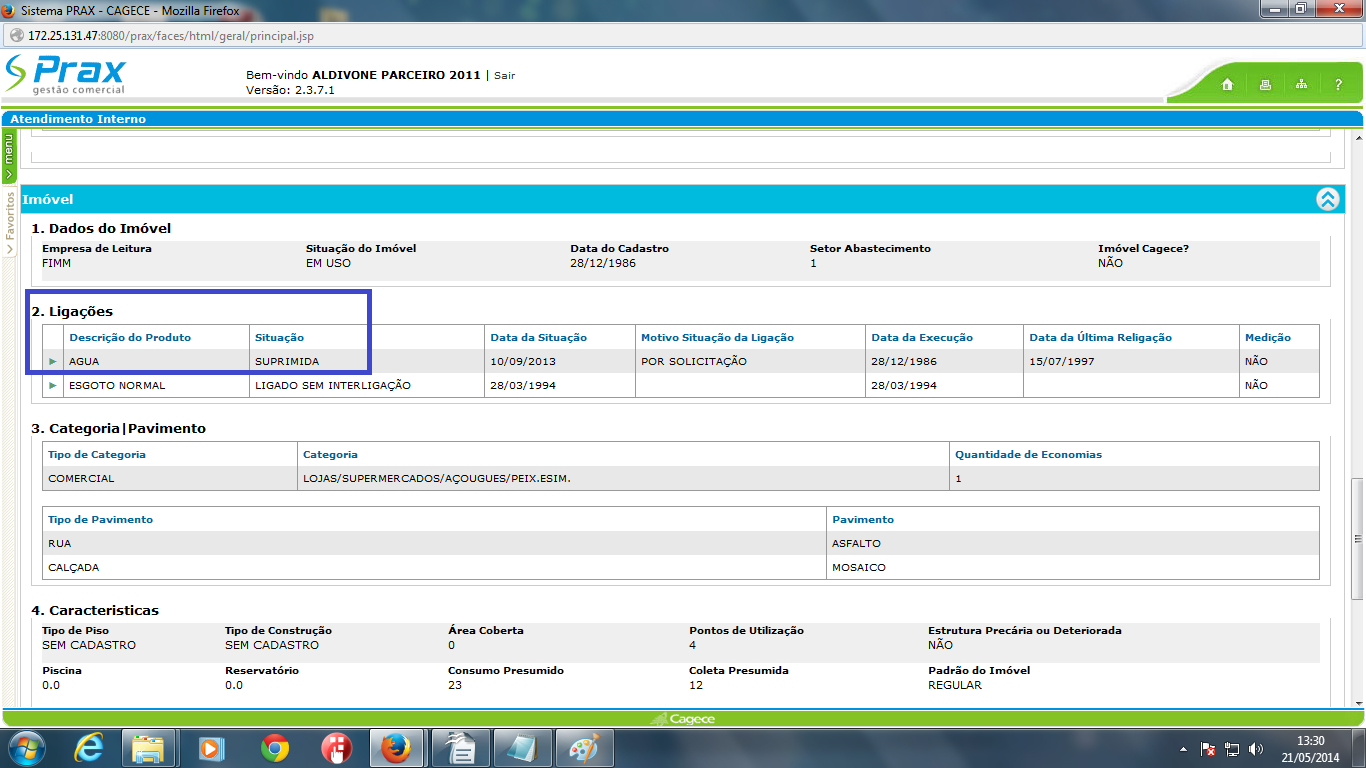 Sistema PRAX - CAGECE - Mozilla Firefox
172.25.131.47:8080/prax/faces/html/geral/principal.jsp
Prax
gestão comercial
Bem-vindo ALDIVONE PARCEIRO 2011 | Sair
Versão: 2.3.7.1
?
Atendimento Interno
menu
Favoritos
Imóvel
1. Dados do Imóvel
Empresa de Leitura Situação do Imóvel Data do Cadastro Setor Abastecimento Imóvel Cagece?
FIMM EM USO 28/12/1986 1 NÃO
2. Ligações
Descrição do Produto Situação Data da Situação Motivo Situação da Ligação Data da Execução Data da Última Religação Medição
AGUA SUPRIMIDA 10/09/2013 POR SOLICITAÇÃO 28/12/1986 15/07/1997 NÃO
ESGOTO NORMAL LIGADO SEM INTERLIGAÇÃO 28/03/1994 28/03/1994 NÃO
3. Categoria|Pavimento
Tipo de Categoria Categoria Quantidade de Economias
COMERCIAL LOJAS/SUPERMERCADOS/AÇOUGUES/PEIX.ESIM. 1
Tipo de Pavimento Pavimento
RUA ASFALTO
CALÇADA MOSAICO
4. Caracteristicas
Tipo de Piso Tipo de Construção Área Coberta Pontos de Utilização Estrutura Precária ou Deteriorada
SEM CADASTRO SEM CADASTRO 0 4 NÃO
Piscina Reservatório Consumo Presumido Coleta Presumida Padrão do Imóvel
0.0 0.0 23 12 REGULAR
Cagece
13:30
21/05/2014